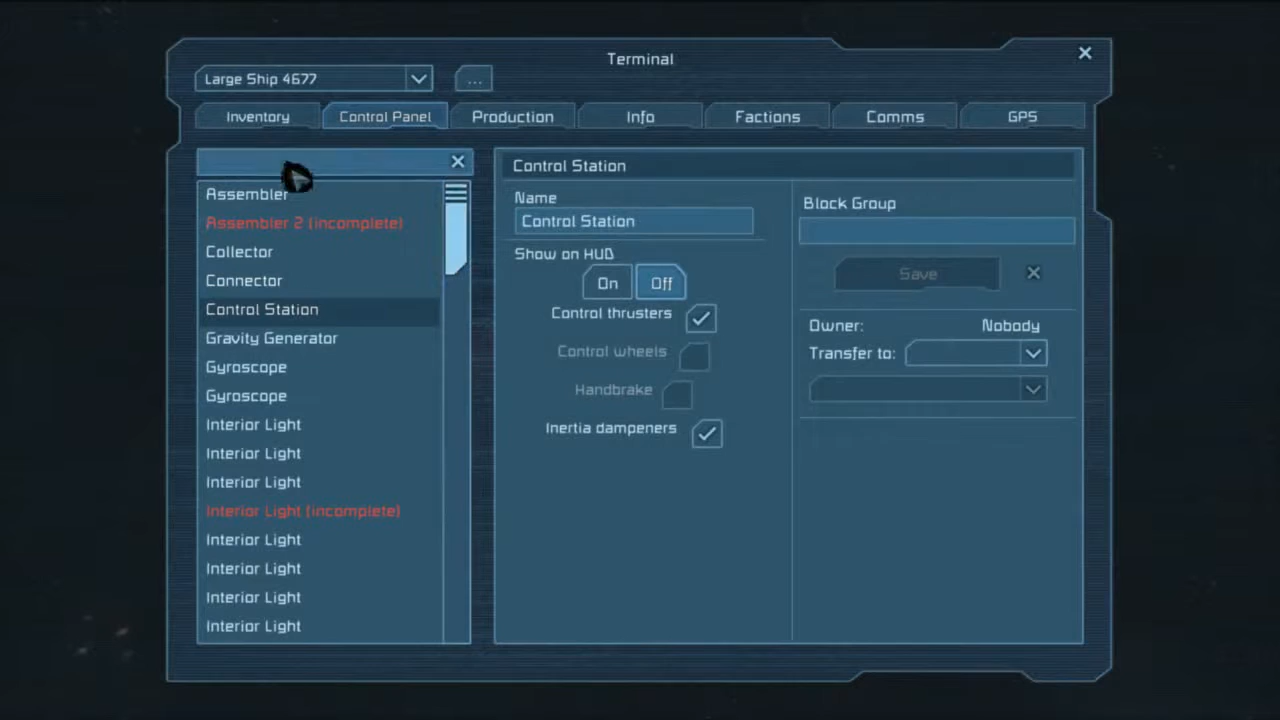 Terminal
Large Ship 4677
...
Inventory
Control Panel
Production
Info
Factions
Comms
GPS
Assembler
Assembler 2 (incomplete)
Collector
Connector
Control Station
Gravity Generator
Gyroscope
Gyroscope
Interior Light
Interior Light
Interior Light
Interior Light (incomplete)
Interior Light
Interior Light
Interior Light
Interior Light
Control Station
Name
Control Station
Show on HUD
On
Off
Control thrusters
Control wheels
Handbrake
Inertia dampeners
Block Group
Save
Owner:
Nobody
Transfer to: